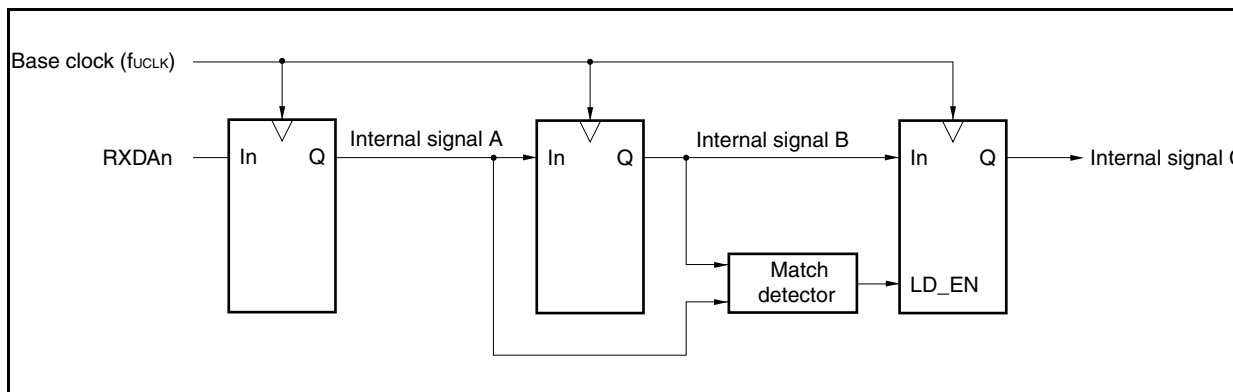 Base clock (fUCLK)
RXDAn
In
Q
Internal signal A
In
Q
Internal signal B
In
Q
Internal signal
Match
detector
LD_EN